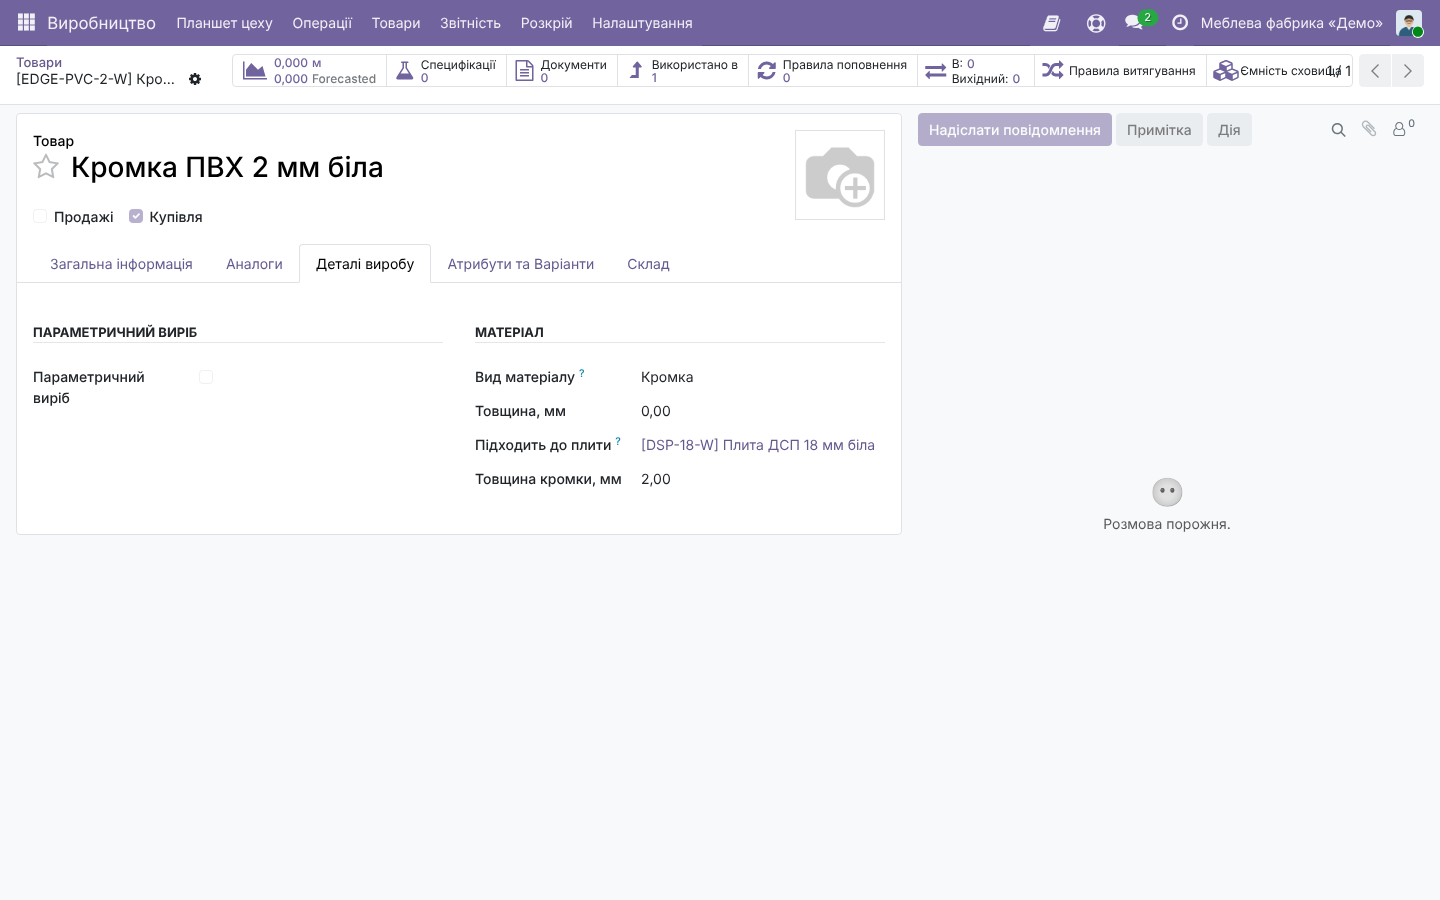 Виробництво Планшет цеху Операції Товари Звітність Розкрій Налаштування 2 Меблева фабрика «Демо»
Товари
[EDGE-PVC-2-W] Кро...
0,000 м
0,000 Forecasted
Специфікації
0
Документи
0
Використано в
1
Правила поповнення
0
В: 0
Вихідний: 0
Правила витягування
Ємність сховища
1 / 1
Товар
Кромка ПВХ 2 мм біла
Продажі Купівля
Загальна інформація Аналоги Деталі виробу Атрибути та Варіанти Склад
ПАРАМЕТРИЧНИЙ ВИРІБ
Параметричний
виріб
МАТЕРІАЛ
Вид матеріалу ? Кромка
Товщина, мм 0,00
Підходить до плити ? [DSP-18-W] Плита ДСП 18 мм біла
Товщина кромки, мм 2,00
Надіслати повідомлення Примітка Дія 0
Розмова порожня.